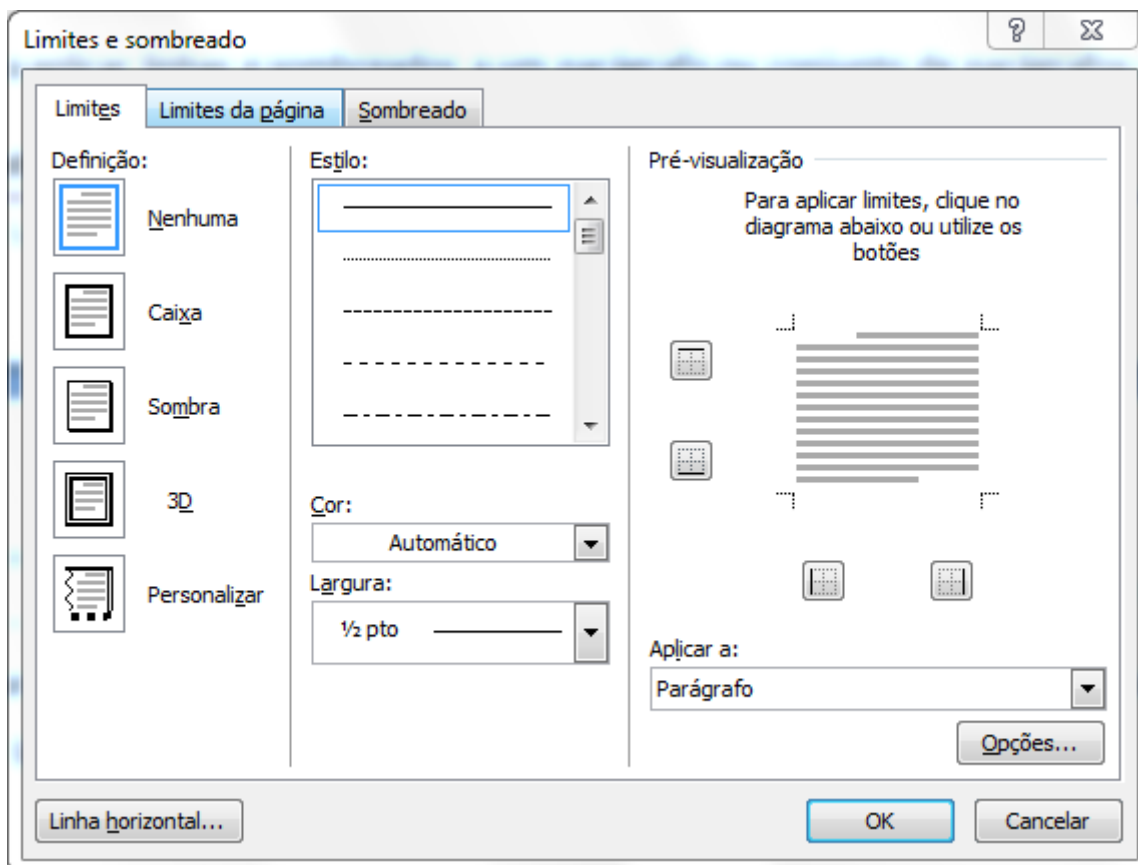 Limites e sombreado
Limites
Limites da página
Sombreado
Definição:
Nenhuma
Caixa
Sombra
3D
Personalizar
Estilo:
Cor:
Automático
Largura:
½ pto
Pré-visualização
Para aplicar limites, clique no
diagrama abaixo ou utilize os
botões
Aplicar a:
Parágrafo
Opções...
Linha horizontal...
OK
Cancelar